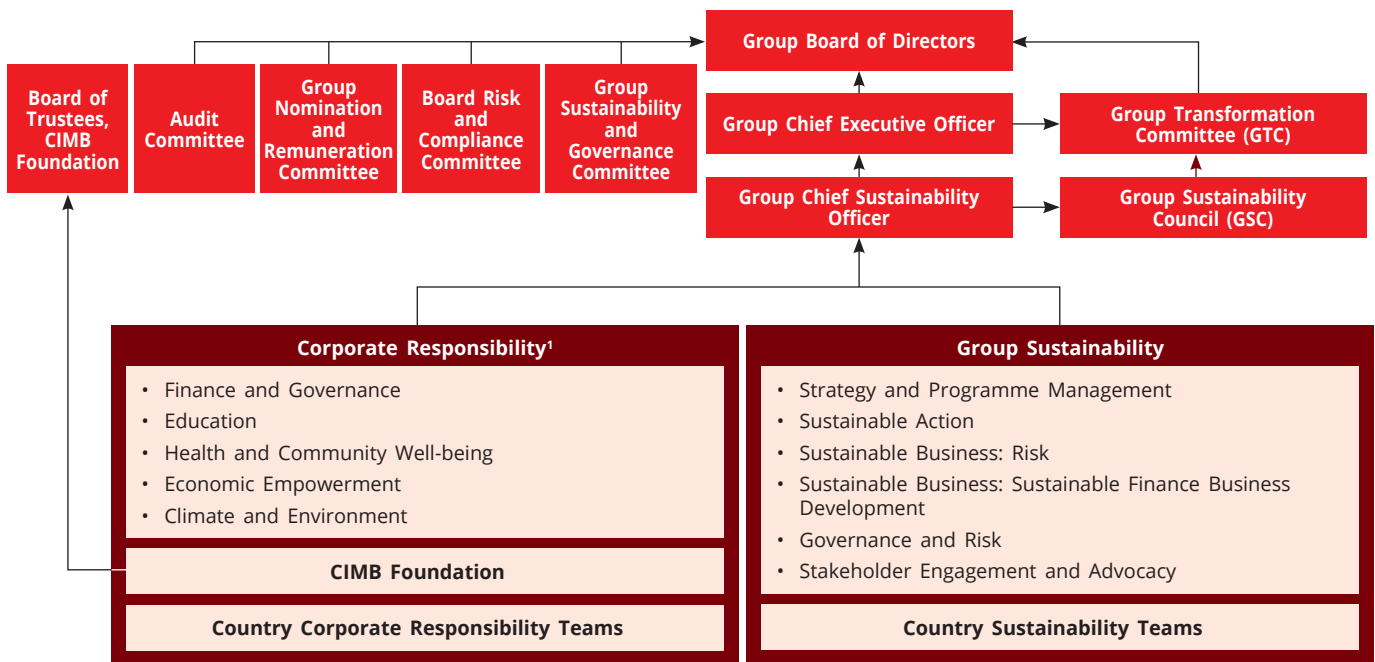 Group Board of Directors
Board of
Trustees,
CIMB
Foundation
Audit
Committee
Group
Nomination
and
Remuneration
Committee
Board Risk
and
Compliance
Committee
Group
Sustainability
and
Governance
Committee
Group Chief Executive Officer
Group Transformation
Committee (GTC)
Group Chief Sustainability
Officer
Group Sustainability
Council (GSC)
Corporate Responsibility¹
• Finance and Governance
• Education
• Health and Community Well-being
• Economic Empowerment
• Climate and Environment
CIMB Foundation
Country Corporate Responsibility Teams
Group Sustainability
• Strategy and Programme Management
• Sustainable Action
• Sustainable Business: Risk
• Sustainable Business: Sustainable Finance Business
Development
• Governance and Risk
• Stakeholder Engagement and Advocacy
Country Sustainability Teams